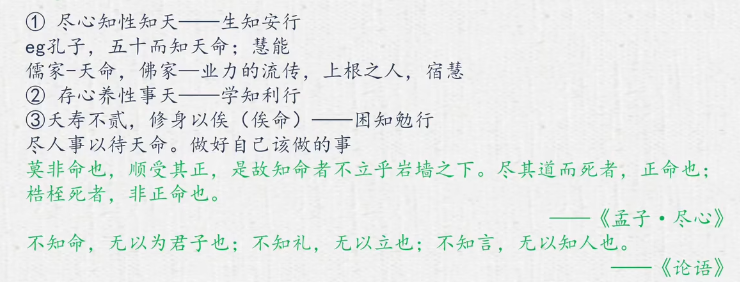 ① 尽心知性知天——生知安行
eg孔子，五十而知天命；慧能
儒家-天命，佛家—业力的流传，上根之人，宿慧
② 存心养性事天——学知利行
③夭寿不贰，修身以俟（俟命）——困知勉行
尽人事以待天命。做好自己该做的事
莫非命也，顺受其正，是故知命者不立乎岩墙之下。尽其道而死者，正命也；
梏桎死者，非正命也。
——《孟子·尽心》
不知命，无以为君子也；不知礼，无以立也；不知言，无以知人也。
——《论语》